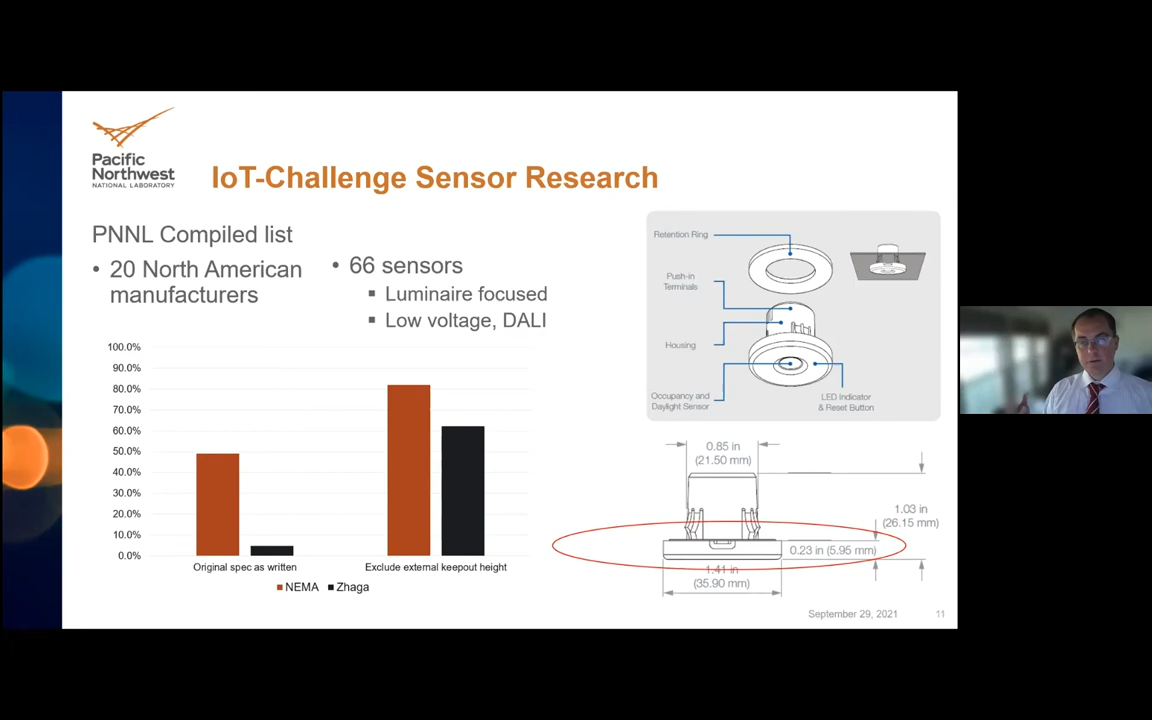 Pacific
Northwest
NATIONAL LABORATORY
IoT-Challenge Sensor Research
PNNL Compiled list
• 20 North American
manufacturers
• 66 sensors
▪ Luminaire focused
▪ Low voltage, DALI
100.0%
90.0%
80.0%
70.0%
60.0%
50.0%
40.0%
30.0%
20.0%
10.0%
0.0%
Original spec as written
Exclude external keepout height
NEMA
Zhaga
Retention Ring
Push-in
Terminals
Housing
Occupancy and
Daylight Sensor
LED Indicator
& Reset Button
0.85 in
(21.50 mm)
1.03 in
(26.15 mm)
0.23 in (5.95 mm)
1.41 in
(35.90 mm)
September 29, 2021
11